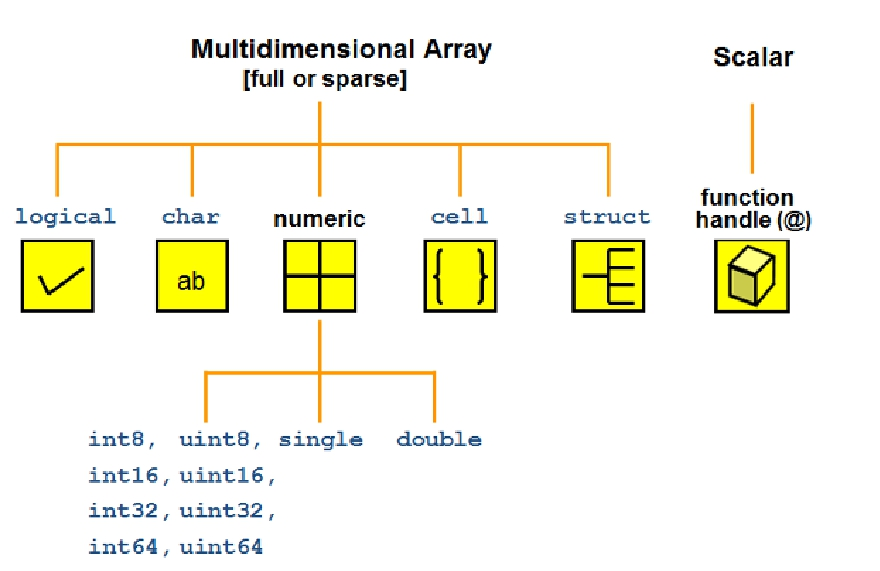 Multidimensional Array
[full or sparse]
Scalar
logical char numeric cell struct function
handle (@)
ab
{ }
int8, uint8, single double
int16, uint16,
int32, uint32,
int64, uint64